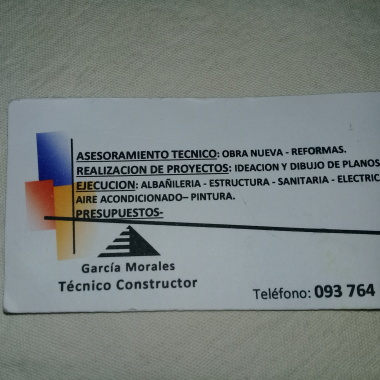 ASESORAMIENTO TECNICO: OBRA NUEVA - REFORMAS.
REALIZACION DE PROYECTOS: IDEACION Y DIBUJO DE PLANOS
EJECUCION: ALBAÑILERIA - ESTRUCTURA - SANITARIA - ELECTRIC
AIRE ACONDICIONADO– PINTURA.
PRESUPUESTOS-
García Morales
Técnico Constructor
Teléfono: 093 764